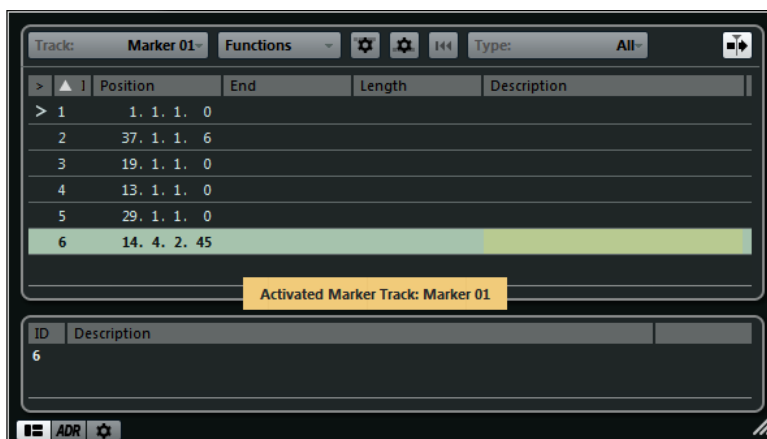 Track: Marker 01 Functions Type: All
> 1 Position End Length Description
> 1 1. 1. 1. 0
2 37. 1. 1. 6
3 19. 1. 1. 0
4 13. 1. 1. 0
5 29. 1. 1. 0
6 14. 4. 2. 45
Activated Marker Track: Marker 01
ID Description
6
ADR